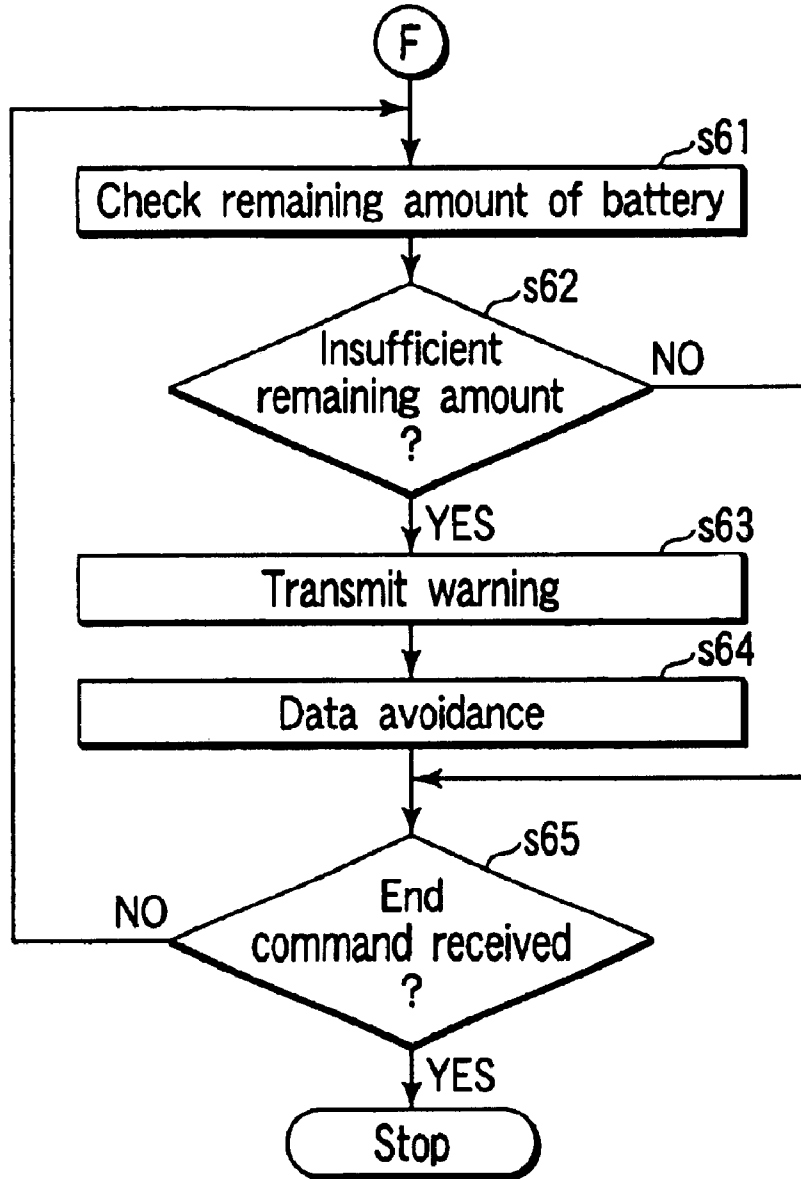 F
s61
Check remaining amount of battery
s62
Insufficient
remaining amount
?
NO
YES
s63
Transmit warning
s64
Data avoidance
s65
End
command received
?
NO
YES
Stop